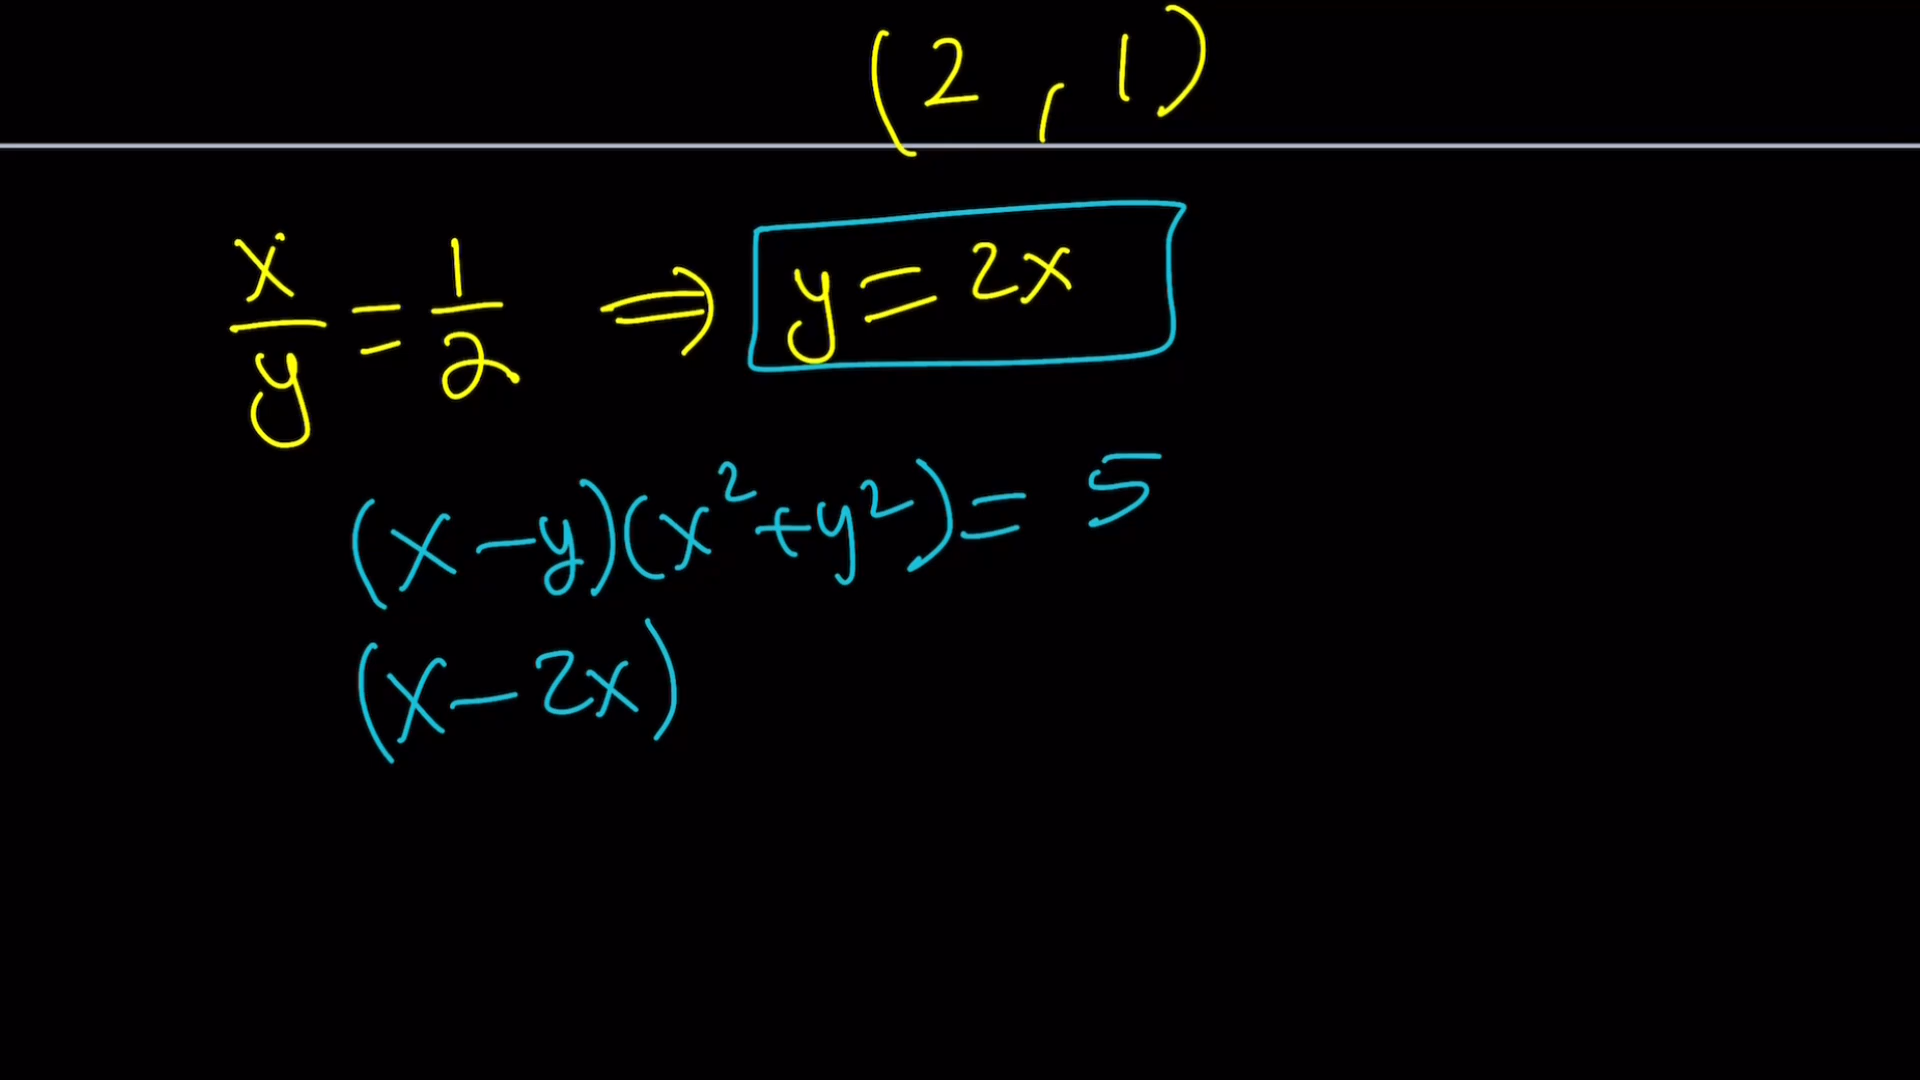 (2, 1)
x/y = 1/2 ⇒ y = 2x
(x - y)(x² + y²) = 5
(x - 2x)